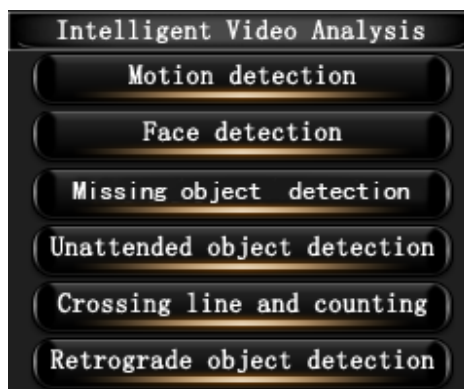 Intelligent Video Analysis
Motion detection
Face detection
Missing object detection
Unattended object detection
Crossing line and counting
Retrograde object detection